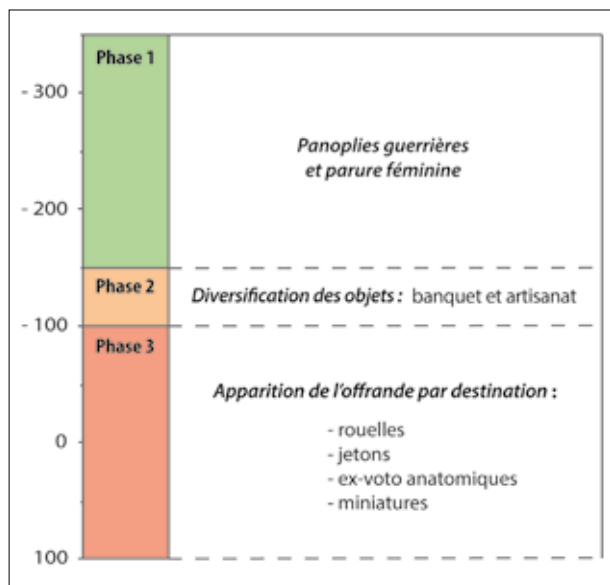 Phase 1
- 300
Panoplies guerrières
et parure féminine
- 200
Phase 2
Diversification des objets : banquet et artisanat
- 100
Phase 3
Apparition de l'offrande par destination :
- rouelles
0
- jetons
- ex-voto anatomiques
- miniatures
100